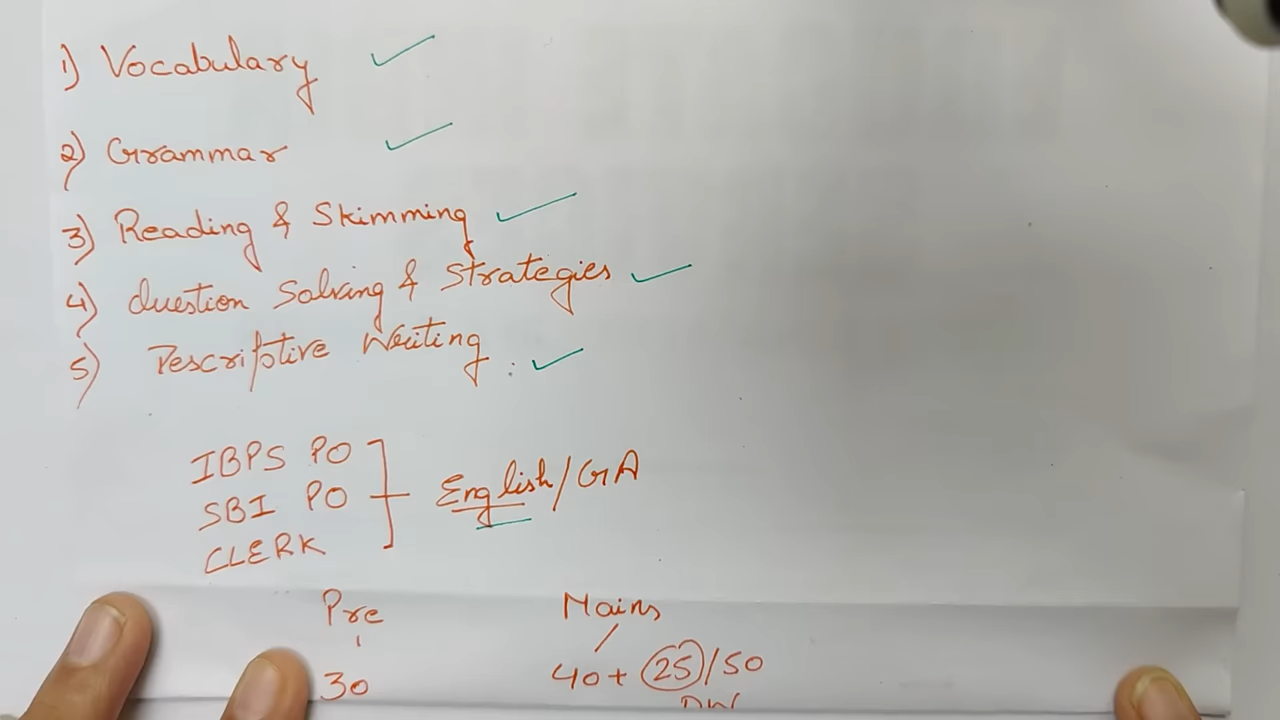 1) Vocabulary
2) Grammar
3) Reading & Skimming
4) Question Solving & Strategies
5) Descriptive Writing
IBPS PO
SBI PO
CLERK
English/GA
Pre
30
Mains
40+ 25/50
DW